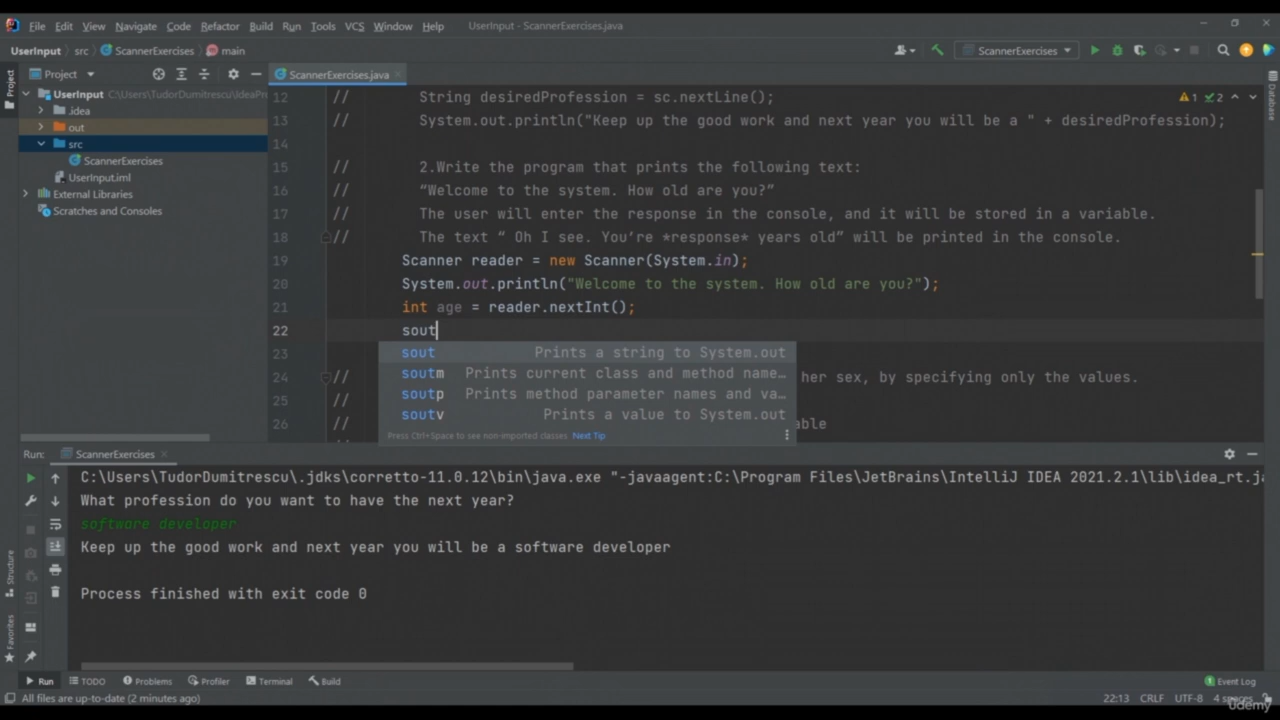 File Edit View Navigate Code Refactor Build Run Tools VCS Window Help UserInput - ScannerExercises.java
UserInput src ScannerExercises main ScannerExercises
Project Project ScannerExercises.java
UserInput C:\Users\TudorDumitrescu\IdeaPr
.idea
out
src
ScannerExercises
UserInput.iml
External Libraries
Scratches and Consoles
Database
1 2
12 // String desiredProfession = sc.nextLine();
13 // System.out.println("Keep up the good work and next year you will be a " + desiredProfession);
14
15 // 2.Write the program that prints the following text:
16 // “Welcome to the system. How old are you?”
17 // The user will enter the response in the console, and it will be stored in a variable.
18 // The text “ Oh I see. You’re *response* years old” will be printed in the console.
19 Scanner reader = new Scanner(System.in);
20 System.out.println("Welcome to the system. How old are you?");
21 int age = reader.nextInt();
22 sout
23
24 // her sex, by specifying only the values.
25 //
26 // able
sout Prints a string to System.out
soutm Prints current class and method name…
soutp Prints method parameter names and va…
soutv Prints a value to System.out
Press Ctrl+Space to see non-imported classes Next Tip
Run: ScannerExercises
C:\Users\TudorDumitrescu\.jdks\corretto-11.0.12\bin\java.exe "-javaagent:C:\Program Files\JetBrains\IntelliJ IDEA 2021.2.1\lib\idea_rt.ja
What profession do you want to have the next year?
software developer
Keep up the good work and next year you will be a software developer
Process finished with exit code 0
Structure
Favorites
Run TODO Problems Profiler Terminal Build 1 Event Log
All files are up-to-date (2 minutes ago) 22:13 CRLF UTF-8 4 spaces
udemy